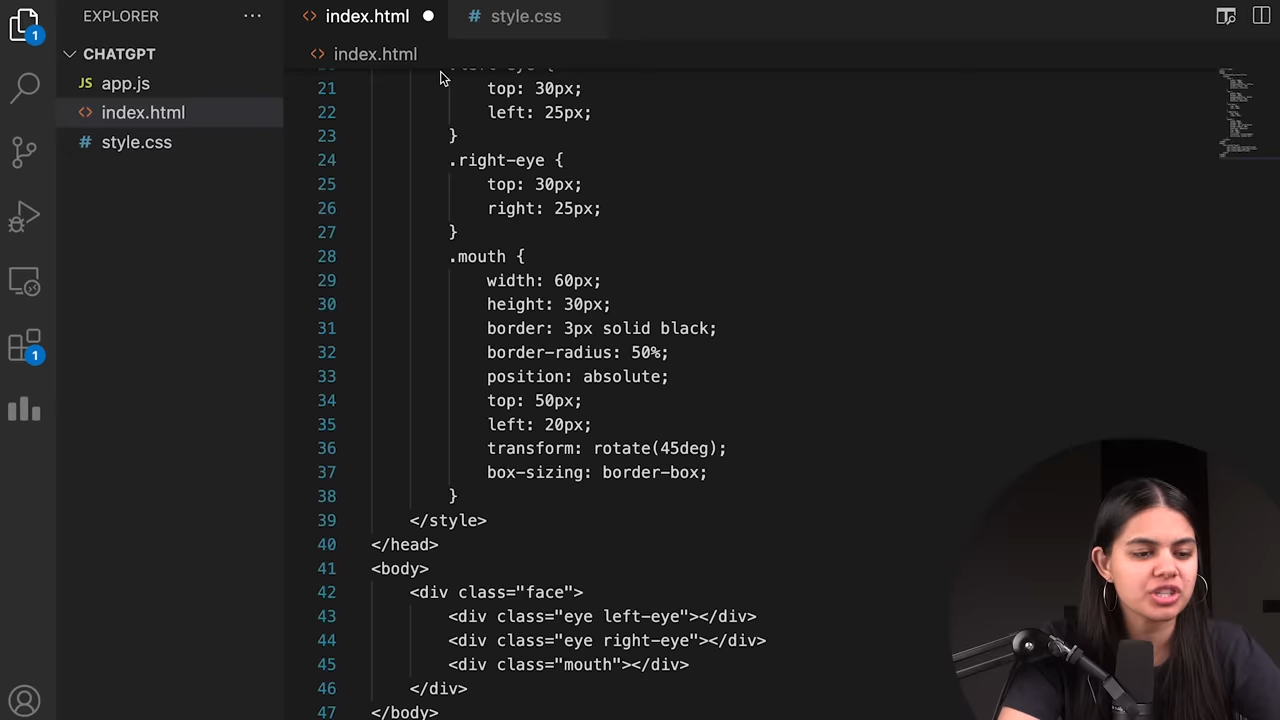 EXPLORER
index.html
style.css
CHATGPT
index.html
JS app.js
index.html
# style.css
1
1
21 top: 30px;
22 left: 25px;
23 }
24 .right-eye {
25 top: 30px;
26 right: 25px;
27 }
28 .mouth {
29 width: 60px;
30 height: 30px;
31 border: 3px solid black;
32 border-radius: 50%;
33 position: absolute;
34 top: 50px;
35 left: 20px;
36 transform: rotate(45deg);
37 box-sizing: border-box;
38 }
39 </style>
40 </head>
41 <body>
42 <div class="face">
43 <div class="eye left-eye"></div>
44 <div class="eye right-eye"></div>
45 <div class="mouth"></div>
46 </div>
47 </body>